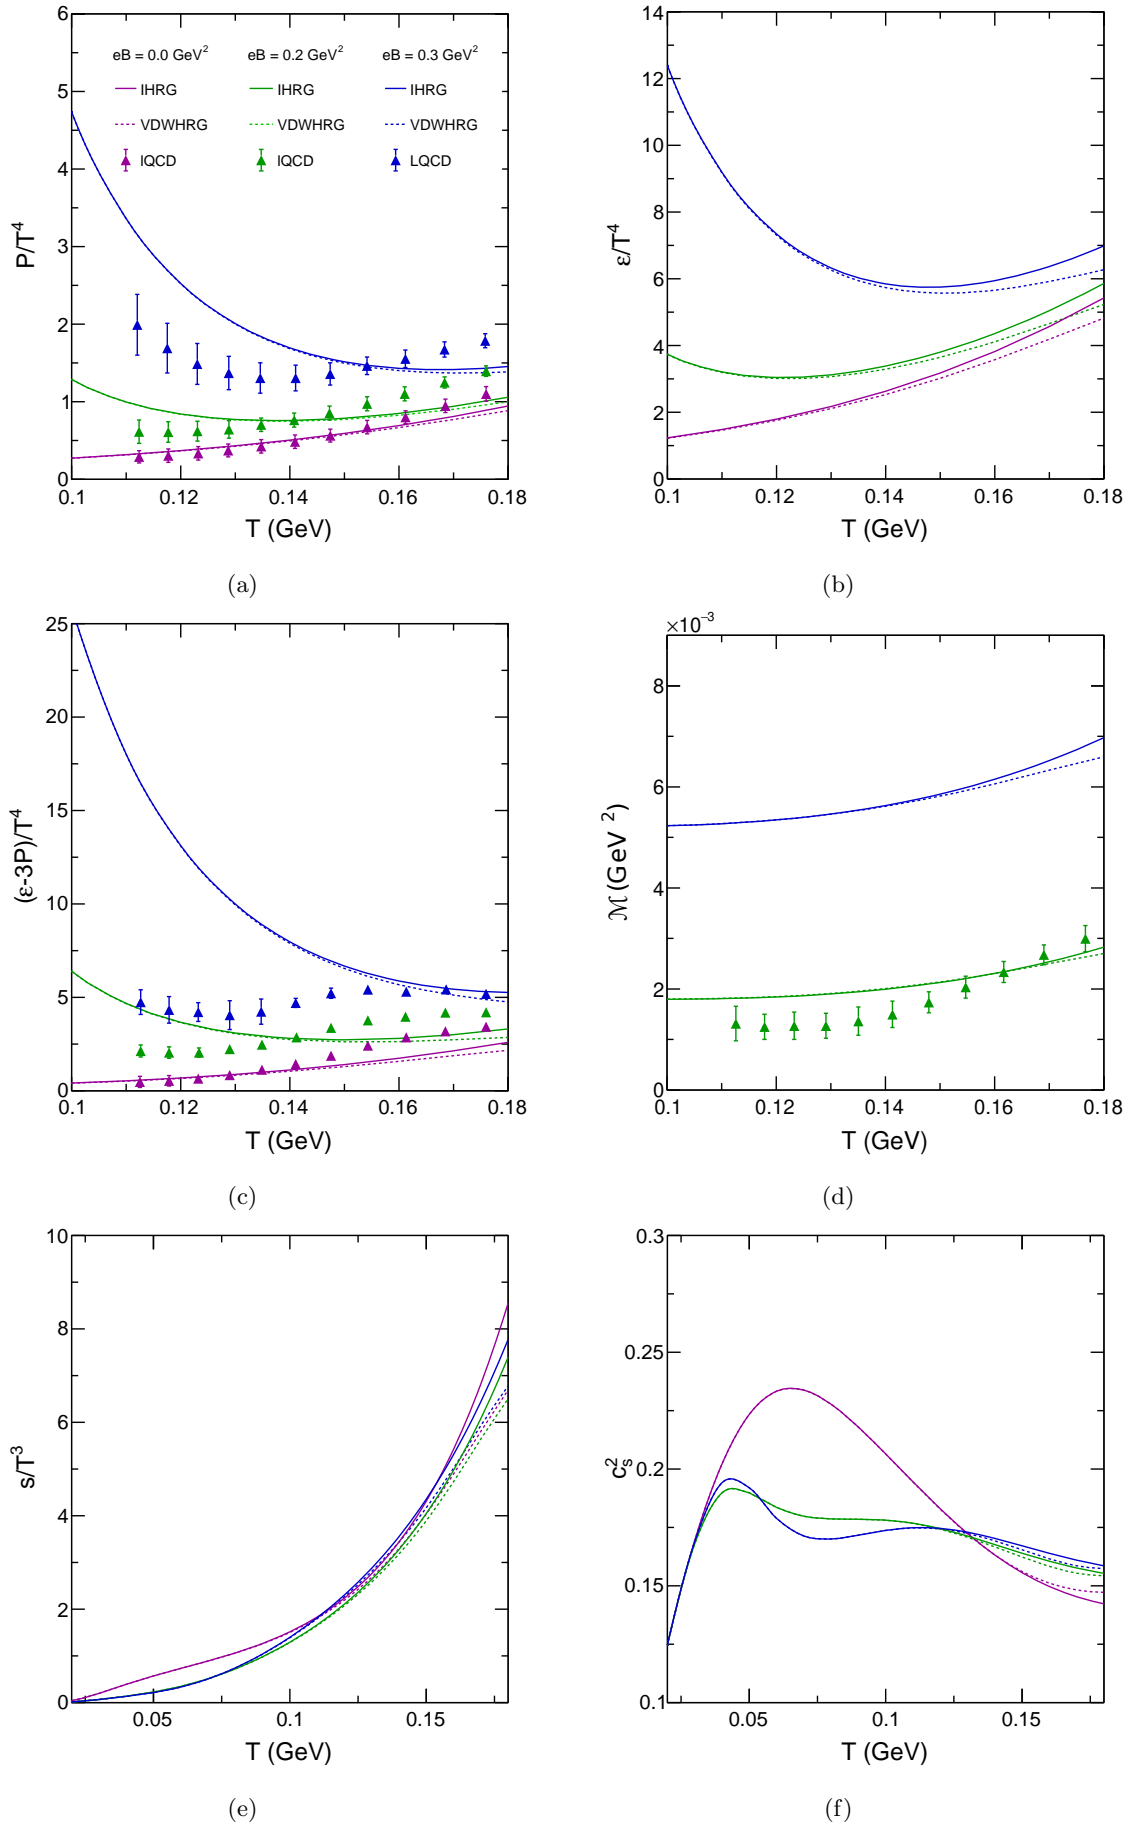 6
5
4
3
2
1
0
P/T⁴
eB = 0.0 GeV² eB = 0.2 GeV² eB = 0.3 GeV²
IHRG IHRG IHRG
VDWHRG VDWHRG VDWHRG
lQCD lQCD LQCD
0.1 0.12 0.14 0.16 0.18
T (GeV)
(a)
14
12
10
8
6
4
2
0
ε/T⁴
0.1 0.12 0.14 0.16 0.18
T (GeV)
(b)
25
20
15
10
5
0
(ε-3P)/T⁴
0.1 0.12 0.14 0.16 0.18
T (GeV)
(c)
×10⁻³
8
6
4
2
0
ℳ (GeV ²)
0.1 0.12 0.14 0.16 0.18
T (GeV)
(d)
10
8
6
4
2
0
s/T³
0.05 0.1 0.15
T (GeV)
(e)
0.3
0.25
0.2
0.15
0.1
cₛ²
0.05 0.1 0.15
T (GeV)
(f)